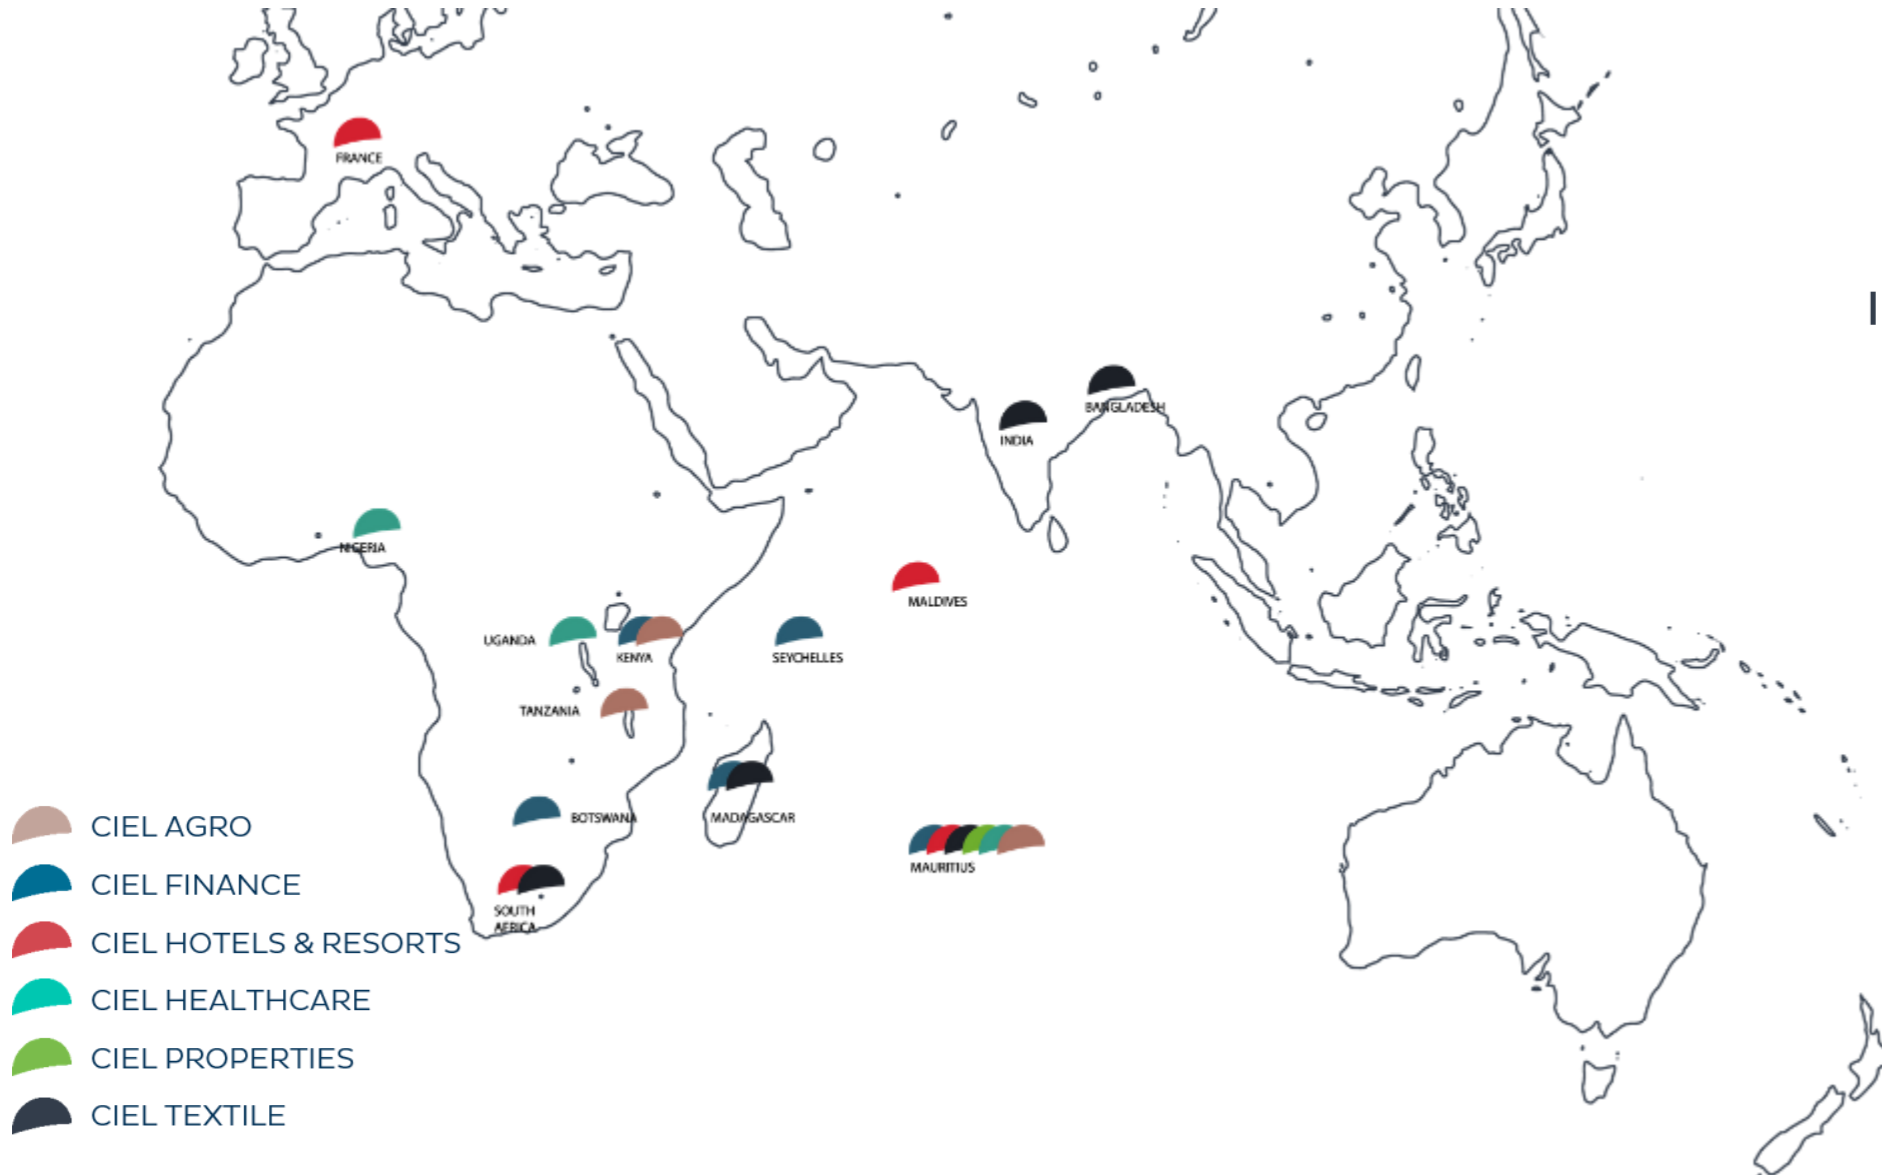 FRANCE
BANGLADESH
INDIA
NIGERIA
MALDIVES
UGANDA
KENYA
SEYCHELLES
TANZANIA
BOTSWANA
MADAGASCAR
MAURITIUS
SOUTH
AFRICA
CIEL AGRO
CIEL FINANCE
CIEL HOTELS & RESORTS
CIEL HEALTHCARE
CIEL PROPERTIES
CIEL TEXTILE